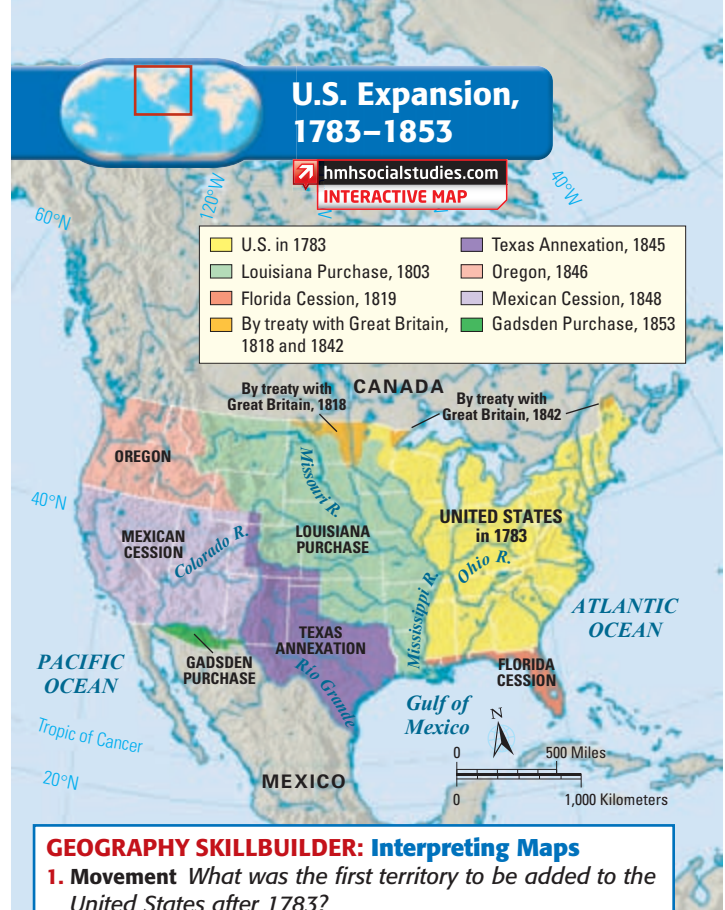 U.S. Expansion,
1783–1853
hmhsocialstudies.com
INTERACTIVE MAP
60°N
120°W
40°W
U.S. in 1783
Louisiana Purchase, 1803
Florida Cession, 1819
By treaty with Great Britain,
1818 and 1842
Texas Annexation, 1845
Oregon, 1846
Mexican Cession, 1848
Gadsden Purchase, 1853
By treaty with
Great Britain, 1818
CANADA
By treaty with
Great Britain, 1842
OREGON
Missouri R.
40°N
MEXICAN
CESSION
Colorado R.
LOUISIANA
PURCHASE
UNITED STATES
in 1783
Ohio R.
Mississippi R.
ATLANTIC
OCEAN
PACIFIC
OCEAN
GADSDEN
PURCHASE
TEXAS
ANNEXATION
Rio Grande
FLORIDA
CESSION
Gulf of
Mexico
N
Tropic of Cancer
20°N
MEXICO
0
500 Miles
0
1,000 Kilometers
GEOGRAPHY SKILLBUILDER: Interpreting Maps
1. Movement What was the first territory to be added to the
United States after 1783?